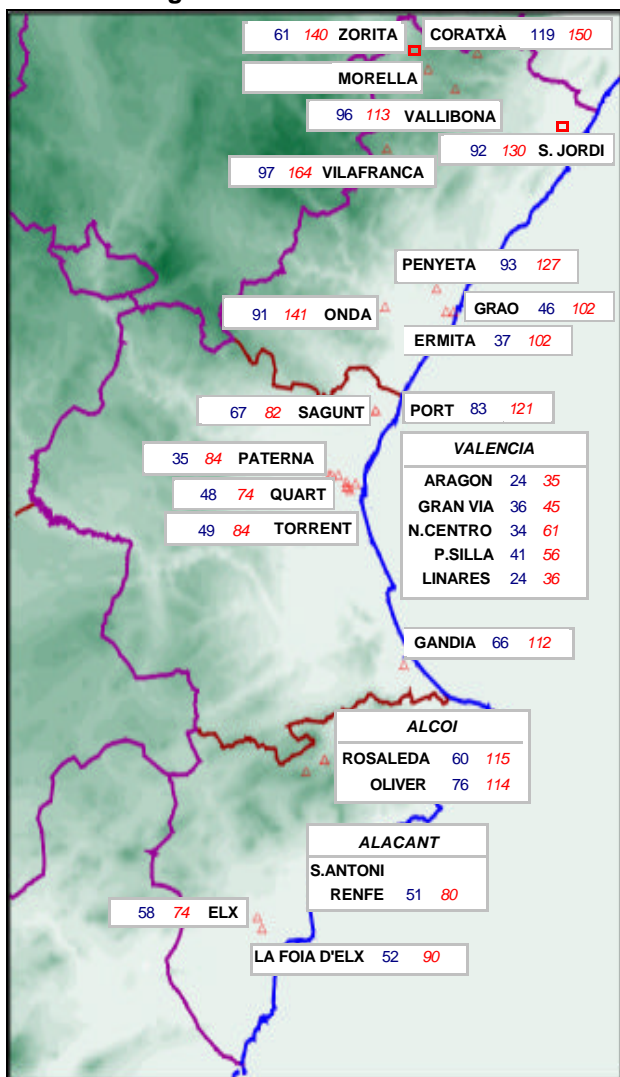 61 140 ZORITA
CORATXÀ 119 150
MORELLA
96 113 VALLIBONA
92 130 S. JORDI
97 164 VILAFRANCA
PENYETA 93 127
91 141 ONDA
GRAO 46 102
ERMITA 37 102
67 82 SAGUNT
PORT 83 121
35 84 PATERNA
48 74 QUART
49 84 TORRENT
VALENCIA
ARAGON 24 35
GRAN VIA 36 45
N.CENTRO 34 61
P.SILLA 41 56
LINARES 24 36
GANDIA 66 112
ALCOI
ROSALEDA 60 115
OLIVER 76 114
ALACANT
S.ANTONI
RENFE 51 80
58 74 ELX
LA FOIA D'ELX 52 90